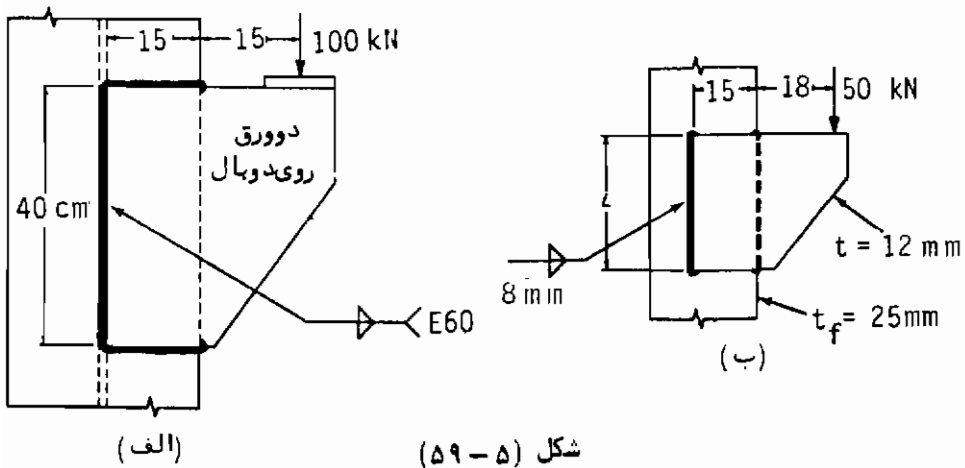 15
15
100 kN
دوورق
روی‌دوبال
40 cm
E60
(الف)
15
18
50 kN
L
8 mm
t = 12 mm
t_f = 25mm
(ب)
شکل (۵ – ۵۹)